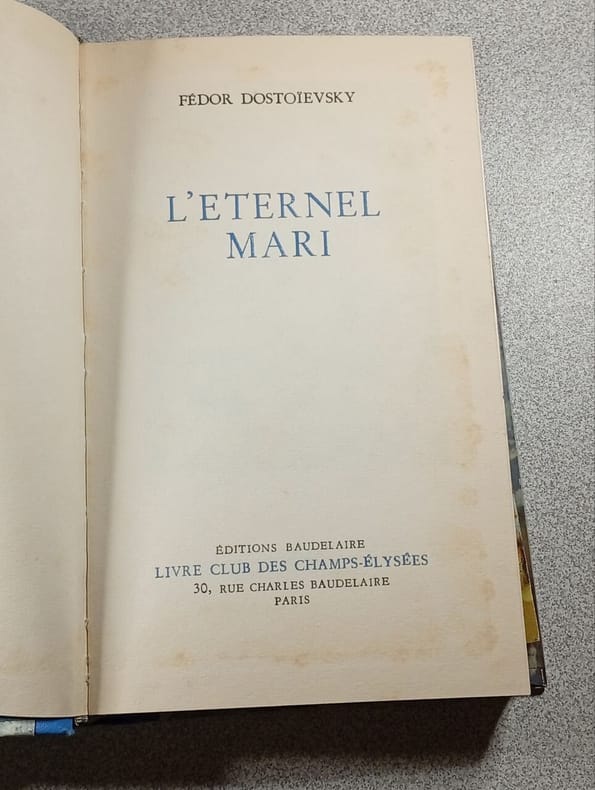 FÉDOR DOSTOÏEVSKY
L'ETERNEL
MARI
ÉDITIONS BAUDELAIRE
LIVRE CLUB DES CHAMPS-ÉLYSÉES
30, RUE CHARLES BAUDELAIRE
PARIS